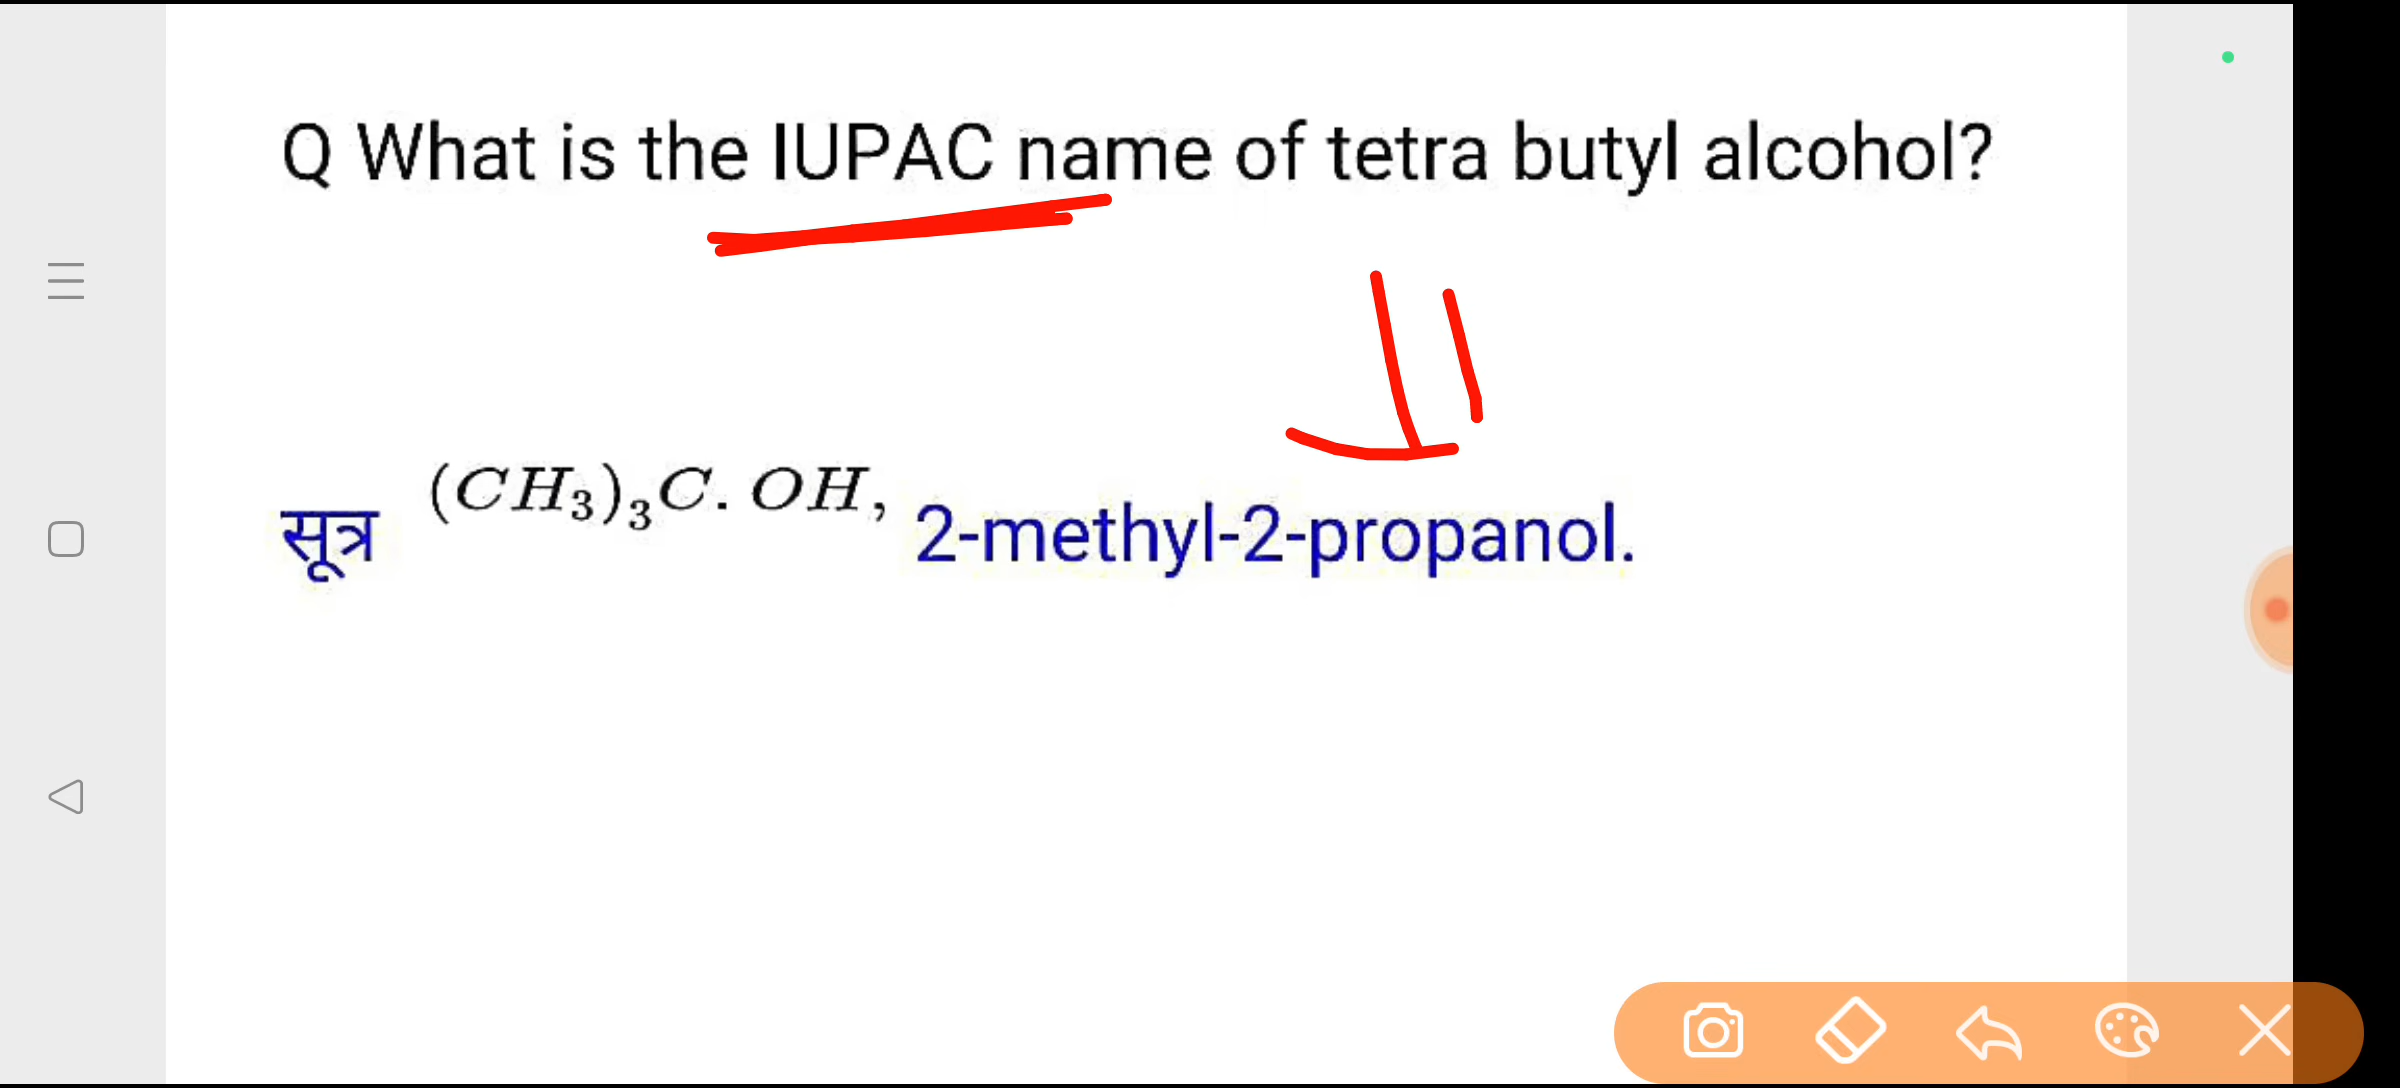 Q What is the IUPAC name of tetra butyl alcohol?
सूत्र (CH₃)₃C. OH, 2-methyl-2-propanol.